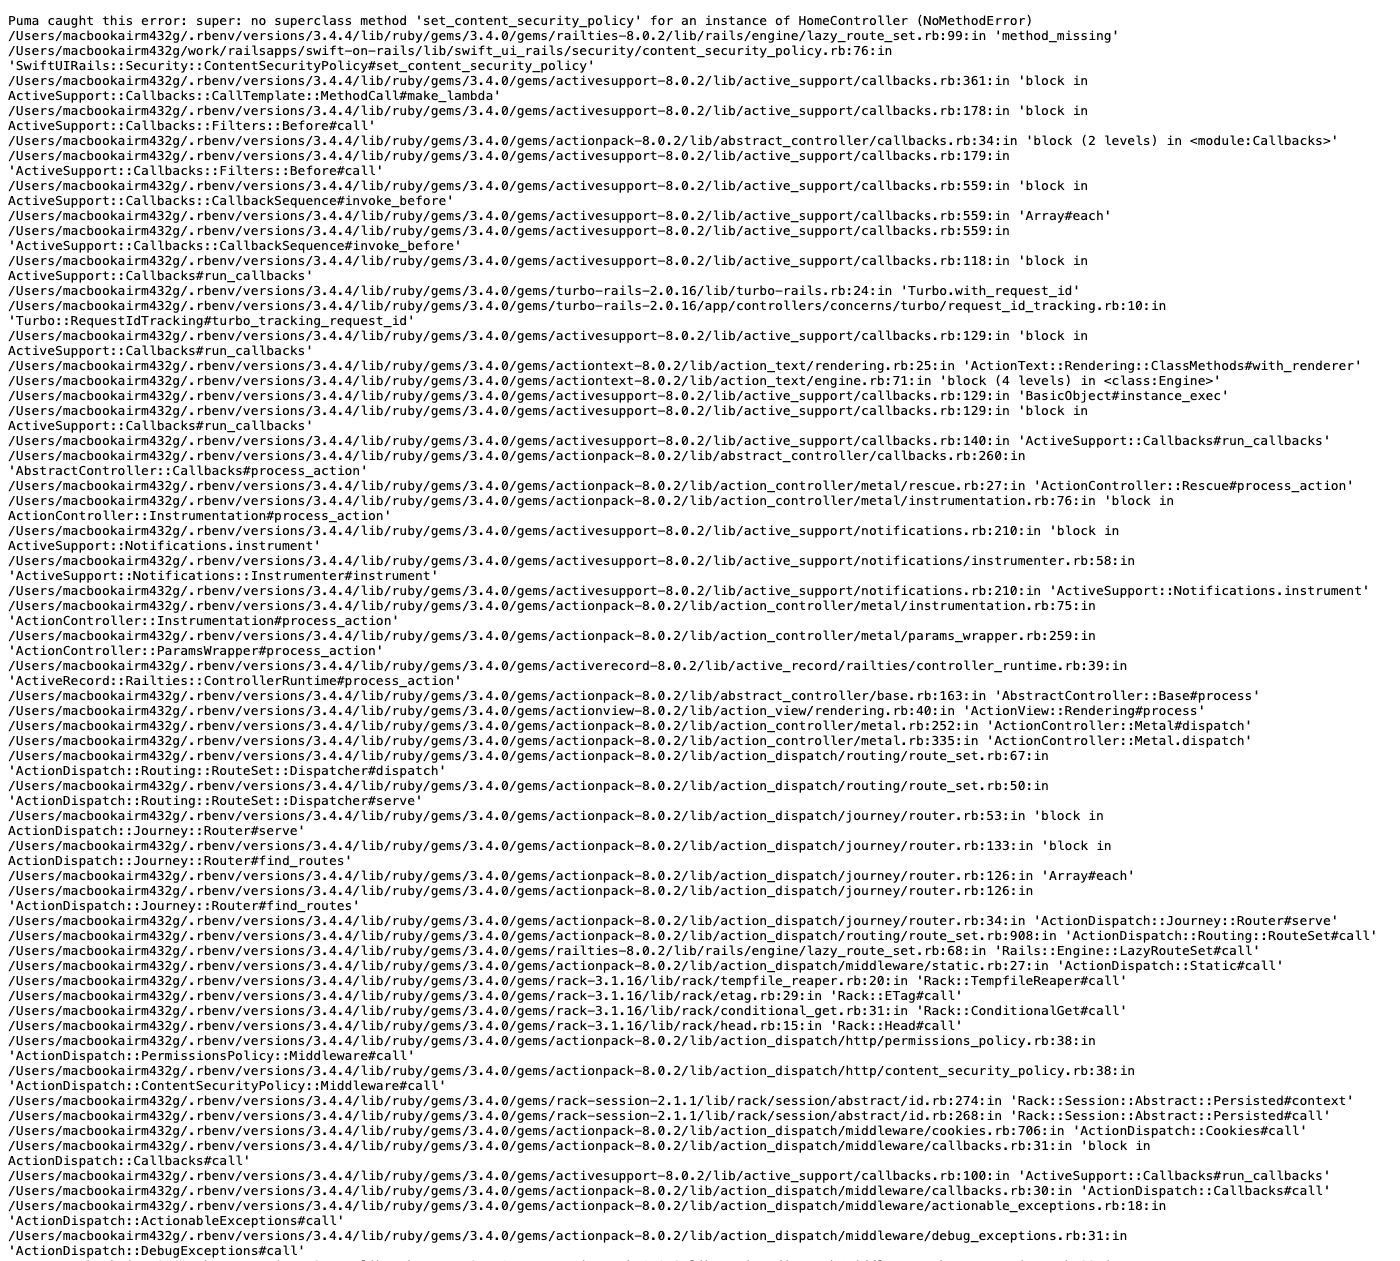 Puma caught this error: super: no superclass method 'set_content_security_policy' for an instance of HomeController (NoMethodError)
/Users/macbookairm432g/.rbenv/versions/3.4.4/lib/ruby/gems/3.4.0/gems/railties-8.0.2/lib/rails/engine/lazy_route_set.rb:99:in 'method_missing'
/Users/macbookairm432g/work/railsapps/swift-on-rails/lib/swift_ui_rails/security/content_security_policy.rb:76:in
'SwiftUIRails::Security::ContentSecurityPolicy#set_content_security_policy'
/Users/macbookairm432g/.rbenv/versions/3.4.4/lib/ruby/gems/3.4.0/gems/activesupport-8.0.2/lib/active_support/callbacks.rb:361:in 'block in
ActiveSupport::Callbacks::CallTemplate::MethodCall#make_lambda'
/Users/macbookairm432g/.rbenv/versions/3.4.4/lib/ruby/gems/3.4.0/gems/activesupport-8.0.2/lib/active_support/callbacks.rb:178:in 'block in
ActiveSupport::Callbacks::Filters::Before#call'
/Users/macbookairm432g/.rbenv/versions/3.4.4/lib/ruby/gems/3.4.0/gems/actionpack-8.0.2/lib/abstract_controller/callbacks.rb:34:in 'block (2 levels) in <module:Callbacks>'
/Users/macbookairm432g/.rbenv/versions/3.4.4/lib/ruby/gems/3.4.0/gems/activesupport-8.0.2/lib/active_support/callbacks.rb:179:in
'ActiveSupport::Callbacks::Filters::Before#call'
/Users/macbookairm432g/.rbenv/versions/3.4.4/lib/ruby/gems/3.4.0/gems/activesupport-8.0.2/lib/active_support/callbacks.rb:559:in 'block in
ActiveSupport::Callbacks::CallbackSequence#invoke_before'
/Users/macbookairm432g/.rbenv/versions/3.4.4/lib/ruby/gems/3.4.0/gems/activesupport-8.0.2/lib/active_support/callbacks.rb:559:in 'Array#each'
/Users/macbookairm432g/.rbenv/versions/3.4.4/lib/ruby/gems/3.4.0/gems/activesupport-8.0.2/lib/active_support/callbacks.rb:559:in
'ActiveSupport::Callbacks::CallbackSequence#invoke_before'
/Users/macbookairm432g/.rbenv/versions/3.4.4/lib/ruby/gems/3.4.0/gems/activesupport-8.0.2/lib/active_support/callbacks.rb:118:in 'block in
ActiveSupport::Callbacks#run_callbacks'
/Users/macbookairm432g/.rbenv/versions/3.4.4/lib/ruby/gems/3.4.0/gems/turbo-rails-2.0.16/lib/turbo-rails.rb:24:in 'Turbo.with_request_id'
/Users/macbookairm432g/.rbenv/versions/3.4.4/lib/ruby/gems/3.4.0/gems/turbo-rails-2.0.16/app/controllers/concerns/turbo/request_id_tracking.rb:10:in
'Turbo::RequestIdTracking#turbo_tracking_request_id'
/Users/macbookairm432g/.rbenv/versions/3.4.4/lib/ruby/gems/3.4.0/gems/activesupport-8.0.2/lib/active_support/callbacks.rb:129:in 'block in
ActiveSupport::Callbacks#run_callbacks'
/Users/macbookairm432g/.rbenv/versions/3.4.4/lib/ruby/gems/3.4.0/gems/actiontext-8.0.2/lib/action_text/rendering.rb:25:in 'ActionText::Rendering::ClassMethods#with_renderer'
/Users/macbookairm432g/.rbenv/versions/3.4.4/lib/ruby/gems/3.4.0/gems/actiontext-8.0.2/lib/action_text/engine.rb:71:in 'block (4 levels) in <class:Engine>'
/Users/macbookairm432g/.rbenv/versions/3.4.4/lib/ruby/gems/3.4.0/gems/activesupport-8.0.2/lib/active_support/callbacks.rb:129:in 'BasicObject#instance_exec'
/Users/macbookairm432g/.rbenv/versions/3.4.4/lib/ruby/gems/3.4.0/gems/activesupport-8.0.2/lib/active_support/callbacks.rb:129:in 'block in
ActiveSupport::Callbacks#run_callbacks'
/Users/macbookairm432g/.rbenv/versions/3.4.4/lib/ruby/gems/3.4.0/gems/activesupport-8.0.2/lib/active_support/callbacks.rb:140:in 'ActiveSupport::Callbacks#run_callbacks'
/Users/macbookairm432g/.rbenv/versions/3.4.4/lib/ruby/gems/3.4.0/gems/actionpack-8.0.2/lib/abstract_controller/callbacks.rb:260:in
'AbstractController::Callbacks#process_action'
/Users/macbookairm432g/.rbenv/versions/3.4.4/lib/ruby/gems/3.4.0/gems/actionpack-8.0.2/lib/action_controller/metal/rescue.rb:27:in 'ActionController::Rescue#process_action'
/Users/macbookairm432g/.rbenv/versions/3.4.4/lib/ruby/gems/3.4.0/gems/actionpack-8.0.2/lib/action_controller/metal/instrumentation.rb:76:in 'block in
ActionController::Instrumentation#process_action'
/Users/macbookairm432g/.rbenv/versions/3.4.4/lib/ruby/gems/3.4.0/gems/activesupport-8.0.2/lib/active_support/notifications.rb:210:in 'block in
ActiveSupport::Notifications.instrument'
/Users/macbookairm432g/.rbenv/versions/3.4.4/lib/ruby/gems/3.4.0/gems/activesupport-8.0.2/lib/active_support/notifications/instrumenter.rb:58:in
'ActiveSupport::Notifications::Instrumenter#instrument'
/Users/macbookairm432g/.rbenv/versions/3.4.4/lib/ruby/gems/3.4.0/gems/activesupport-8.0.2/lib/active_support/notifications.rb:210:in 'ActiveSupport::Notifications.instrument'
/Users/macbookairm432g/.rbenv/versions/3.4.4/lib/ruby/gems/3.4.0/gems/actionpack-8.0.2/lib/action_controller/metal/instrumentation.rb:75:in
'ActionController::Instrumentation#process_action'
/Users/macbookairm432g/.rbenv/versions/3.4.4/lib/ruby/gems/3.4.0/gems/actionpack-8.0.2/lib/action_controller/metal/params_wrapper.rb:259:in
'ActionController::ParamsWrapper#process_action'
/Users/macbookairm432g/.rbenv/versions/3.4.4/lib/ruby/gems/3.4.0/gems/activerecord-8.0.2/lib/active_record/railties/controller_runtime.rb:39:in
'ActiveRecord::Railties::ControllerRuntime#process_action'
/Users/macbookairm432g/.rbenv/versions/3.4.4/lib/ruby/gems/3.4.0/gems/actionpack-8.0.2/lib/abstract_controller/base.rb:163:in 'AbstractController::Base#process'
/Users/macbookairm432g/.rbenv/versions/3.4.4/lib/ruby/gems/3.4.0/gems/actionview-8.0.2/lib/action_view/rendering.rb:40:in 'ActionView::Rendering#process'
/Users/macbookairm432g/.rbenv/versions/3.4.4/lib/ruby/gems/3.4.0/gems/actionpack-8.0.2/lib/action_controller/metal.rb:252:in 'ActionController::Metal#dispatch'
/Users/macbookairm432g/.rbenv/versions/3.4.4/lib/ruby/gems/3.4.0/gems/actionpack-8.0.2/lib/action_controller/metal.rb:335:in 'ActionController::Metal.dispatch'
/Users/macbookairm432g/.rbenv/versions/3.4.4/lib/ruby/gems/3.4.0/gems/actionpack-8.0.2/lib/action_dispatch/routing/route_set.rb:67:in
'ActionDispatch::Routing::RouteSet::Dispatcher#dispatch'
/Users/macbookairm432g/.rbenv/versions/3.4.4/lib/ruby/gems/3.4.0/gems/actionpack-8.0.2/lib/action_dispatch/routing/route_set.rb:50:in
'ActionDispatch::Routing::RouteSet::Dispatcher#serve'
/Users/macbookairm432g/.rbenv/versions/3.4.4/lib/ruby/gems/3.4.0/gems/actionpack-8.0.2/lib/action_dispatch/journey/router.rb:53:in 'block in
ActionDispatch::Journey::Router#serve'
/Users/macbookairm432g/.rbenv/versions/3.4.4/lib/ruby/gems/3.4.0/gems/actionpack-8.0.2/lib/action_dispatch/journey/router.rb:133:in 'block in
ActionDispatch::Journey::Router#find_routes'
/Users/macbookairm432g/.rbenv/versions/3.4.4/lib/ruby/gems/3.4.0/gems/actionpack-8.0.2/lib/action_dispatch/journey/router.rb:126:in 'Array#each'
/Users/macbookairm432g/.rbenv/versions/3.4.4/lib/ruby/gems/3.4.0/gems/actionpack-8.0.2/lib/action_dispatch/journey/router.rb:126:in
'ActionDispatch::Journey::Router#find_routes'
/Users/macbookairm432g/.rbenv/versions/3.4.4/lib/ruby/gems/3.4.0/gems/actionpack-8.0.2/lib/action_dispatch/journey/router.rb:34:in 'ActionDispatch::Journey::Router#serve'
/Users/macbookairm432g/.rbenv/versions/3.4.4/lib/ruby/gems/3.4.0/gems/actionpack-8.0.2/lib/action_dispatch/routing/route_set.rb:908:in 'ActionDispatch::Routing::RouteSet#call'
/Users/macbookairm432g/.rbenv/versions/3.4.4/lib/ruby/gems/3.4.0/gems/railties-8.0.2/lib/rails/engine/lazy_route_set.rb:68:in 'Rails::Engine::LazyRouteSet#call'
/Users/macbookairm432g/.rbenv/versions/3.4.4/lib/ruby/gems/3.4.0/gems/actionpack-8.0.2/lib/action_dispatch/middleware/static.rb:27:in 'ActionDispatch::Static#call'
/Users/macbookairm432g/.rbenv/versions/3.4.4/lib/ruby/gems/3.4.0/gems/rack-3.1.16/lib/rack/tempfile_reaper.rb:20:in 'Rack::TempfileReaper#call'
/Users/macbookairm432g/.rbenv/versions/3.4.4/lib/ruby/gems/3.4.0/gems/rack-3.1.16/lib/rack/etag.rb:29:in 'Rack::ETag#call'
/Users/macbookairm432g/.rbenv/versions/3.4.4/lib/ruby/gems/3.4.0/gems/rack-3.1.16/lib/rack/conditional_get.rb:31:in 'Rack::ConditionalGet#call'
/Users/macbookairm432g/.rbenv/versions/3.4.4/lib/ruby/gems/3.4.0/gems/rack-3.1.16/lib/rack/head.rb:15:in 'Rack::Head#call'
/Users/macbookairm432g/.rbenv/versions/3.4.4/lib/ruby/gems/3.4.0/gems/actionpack-8.0.2/lib/action_dispatch/http/permissions_policy.rb:38:in
'ActionDispatch::PermissionsPolicy::Middleware#call'
/Users/macbookairm432g/.rbenv/versions/3.4.4/lib/ruby/gems/3.4.0/gems/actionpack-8.0.2/lib/action_dispatch/http/content_security_policy.rb:38:in
'ActionDispatch::ContentSecurityPolicy::Middleware#call'
/Users/macbookairm432g/.rbenv/versions/3.4.4/lib/ruby/gems/3.4.0/gems/rack-session-2.1.1/lib/rack/session/abstract/id.rb:274:in 'Rack::Session::Abstract::Persisted#context'
/Users/macbookairm432g/.rbenv/versions/3.4.4/lib/ruby/gems/3.4.0/gems/rack-session-2.1.1/lib/rack/session/abstract/id.rb:268:in 'Rack::Session::Abstract::Persisted#call'
/Users/macbookairm432g/.rbenv/versions/3.4.4/lib/ruby/gems/3.4.0/gems/actionpack-8.0.2/lib/action_dispatch/middleware/cookies.rb:706:in 'ActionDispatch::Cookies#call'
/Users/macbookairm432g/.rbenv/versions/3.4.4/lib/ruby/gems/3.4.0/gems/actionpack-8.0.2/lib/action_dispatch/middleware/callbacks.rb:31:in 'block in
ActionDispatch::Callbacks#call'
/Users/macbookairm432g/.rbenv/versions/3.4.4/lib/ruby/gems/3.4.0/gems/activesupport-8.0.2/lib/active_support/callbacks.rb:100:in 'ActiveSupport::Callbacks#run_callbacks'
/Users/macbookairm432g/.rbenv/versions/3.4.4/lib/ruby/gems/3.4.0/gems/actionpack-8.0.2/lib/action_dispatch/middleware/callbacks.rb:30:in 'ActionDispatch::Callbacks#call'
/Users/macbookairm432g/.rbenv/versions/3.4.4/lib/ruby/gems/3.4.0/gems/actionpack-8.0.2/lib/action_dispatch/middleware/actionable_exceptions.rb:18:in
'ActionDispatch::ActionableExceptions#call'
/Users/macbookairm432g/.rbenv/versions/3.4.4/lib/ruby/gems/3.4.0/gems/actionpack-8.0.2/lib/action_dispatch/middleware/debug_exceptions.rb:31:in
'ActionDispatch::DebugExceptions#call'